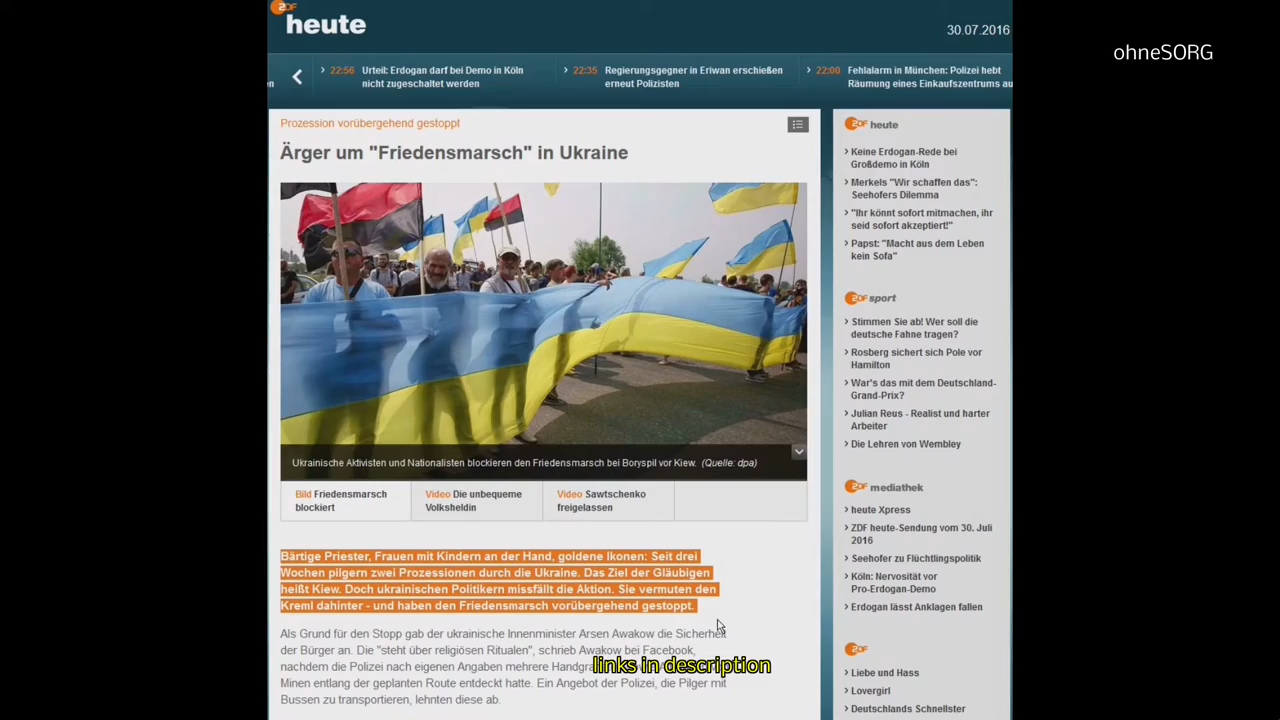 ZDF
heute
30.07.2016
ohneSORG
en
22:56 Urteil: Erdogan darf bei Demo in Köln
nicht zugeschaltet werden
22:35 Regierungsgegner in Eriwan erschießen
erneut Polizisten
22:00 Fehlalarm in München: Polizei hebt
Räumung eines Einkaufszentrums au
Prozession vorübergehend gestoppt
Ärger um "Friedensmarsch" in Ukraine
Ukrainische Aktivisten und Nationalisten blockieren den Friedensmarsch bei Boryspil vor Kiew. (Quelle: dpa)
Bild Friedensmarsch
blockiert
Video Die unbequeme
Volksheldin
Video Sawtschenko
freigelassen
Bärtige Priester, Frauen mit Kindern an der Hand, goldene Ikonen: Seit drei
Wochen pilgern zwei Prozessionen durch die Ukraine. Das Ziel der Gläubigen
heißt Kiew. Doch ukrainischen Politikern missfällt die Aktion. Sie vermuten den
Kreml dahinter - und haben den Friedensmarsch vorübergehend gestoppt.
Als Grund für den Stopp gab der ukrainische Innenminister Arsen Awakow die Sicherheit
der Bürger an. Die "steht über religiösen Ritualen", schrieb Awakow bei Facebook,
nachdem die Polizei nach eigenen Angaben mehrere
Minen entlang der geplanten Route entdeckt hatte. Ein Angebot der Polizei, die Pilger mit
Bussen zu transportieren, lehnten diese ab.
links in description
ZDF heute
Keine Erdogan-Rede bei
Großdemo in Köln
Merkels "Wir schaffen das":
Seehofers Dilemma
"Ihr könnt sofort mitmachen, ihr
seid sofort akzeptiert!"
Papst: "Macht aus dem Leben
kein Sofa"
ZDF sport
Stimmen Sie ab! Wer soll die
deutsche Fahne tragen?
Rosberg sichert sich Pole vor
Hamilton
War's das mit dem Deutschland-
Grand-Prix?
Julian Reus - Realist und harter
Arbeiter
Die Lehren von Wembley
ZDF mediathek
heute Xpress
ZDF heute-Sendung vom 30. Juli
2016
Seehofer zu Flüchtlingspolitik
Köln: Nervosität vor
Pro-Erdogan-Demo
Erdogan lässt Anklagen fallen
ZDF
Liebe und Hass
Lovergirl
Deutschlands Schnellster